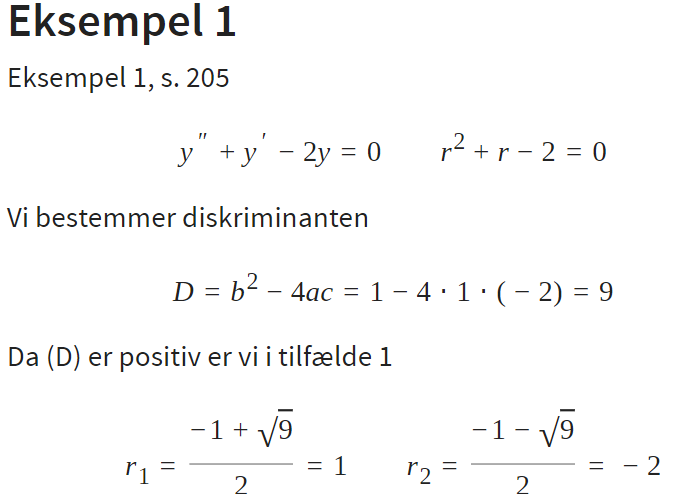 Eksempel 1
Eksempel 1, s. 205
y″ + y′ − 2y = 0  r² + r − 2 = 0
Vi bestemmer diskriminanten
D = b² − 4ac = 1 − 4 · 1 · ( − 2) = 9
Da (D) er positiv er vi i tilfælde 1
r₁ = (−1 + √9)/2 = 1  r₂ = (−1 − √9)/2 = − 2